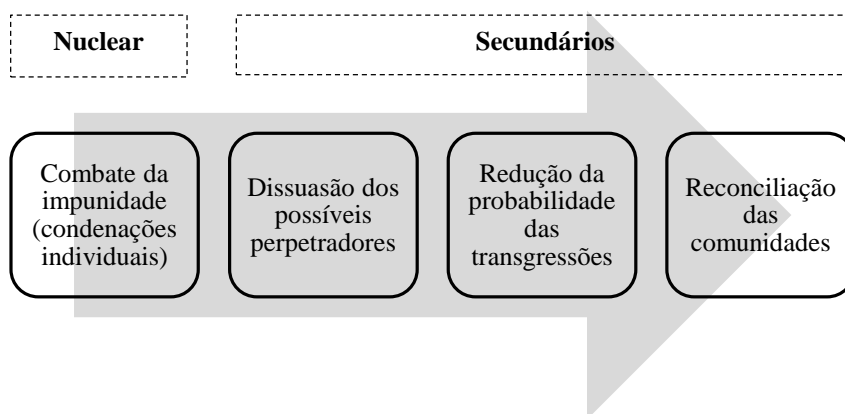 Nuclear
Secundários
Combate da
impunidade
(condenações
individuais)
Dissuasão dos
possíveis
perpetradores
Redução da
probabilidade
das
transgressões
Reconciliação
das
comunidades